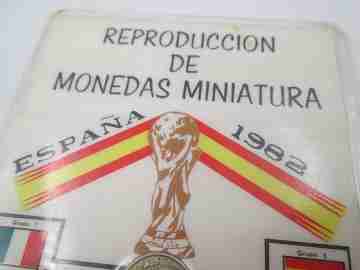 REPRODUCCION
DE
MONEDAS MINIATURA
ESPAÑA 1982